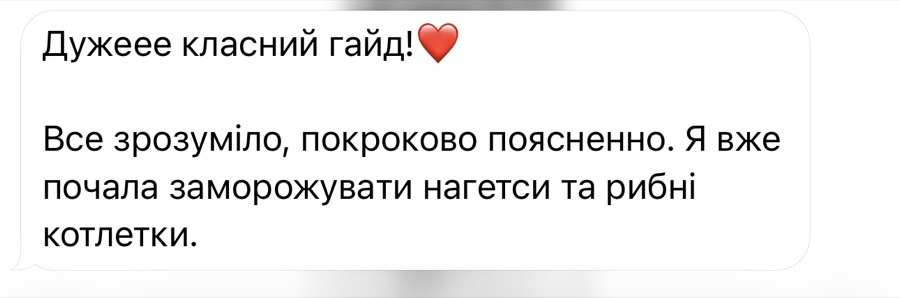 Дужеее класний гайд!❤️
Все зрозуміло, покроково поясненно. Я вже
почала заморожувати нагетси та рибні
котлетки.